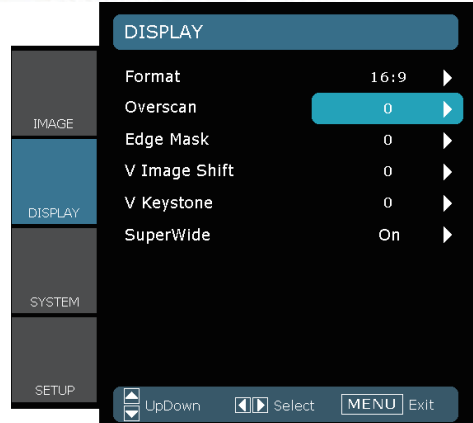 DISPLAY
Format 16:9
Overscan 0
Edge Mask 0
V Image Shift 0
V Keystone 0
SuperWide On
IMAGE
DISPLAY
SYSTEM
SETUP
UpDown Select MENU Exit